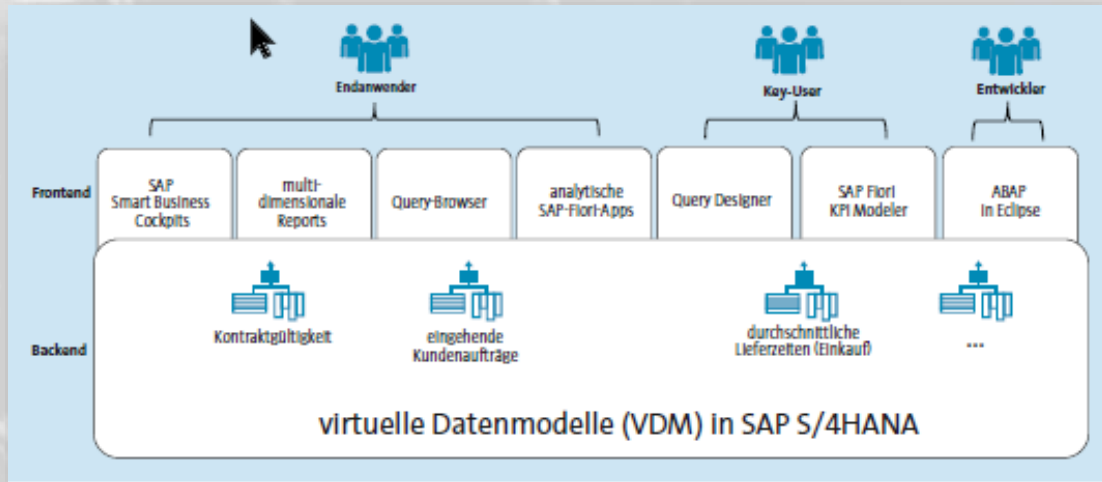 Endanwender
Key-User
Entwickler
Frontend
SAP
Smart Business
Cockpits
multi-
dimensionale
Reports
Query-Browser
analytische
SAP-Fiori-Apps
Query Designer
SAP Fiori
KPI Modeler
ABAP
in Eclipse
Backend
Kontraktgültigkeit
eingehende
Kundenaufträge
durchschnittliche
Lieferzeiten (Einkauf)
...
virtuelle Datenmodelle (VDM) in SAP S/4HANA